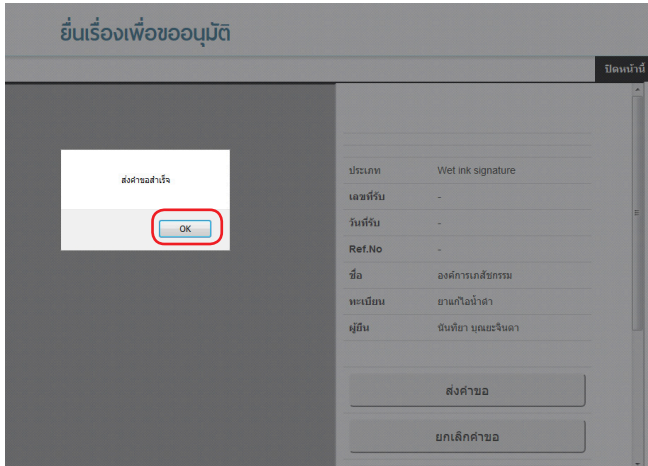 ยื่นเรื่องเพื่อขออนุมัติ
ปิดหน้านี้
ส่งคำขอสำเร็จ
OK
ประเภท Wet ink signature
เลขที่รับ -
วันที่รับ -
Ref.No -
ชื่อ องค์การเภสัชกรรม
ทะเบียน ยาแก้ไอน้ำดำ
ผู้ยื่น นันทิยา บุณยะจินดา
ส่งคำขอ
ยกเลิกคำขอ